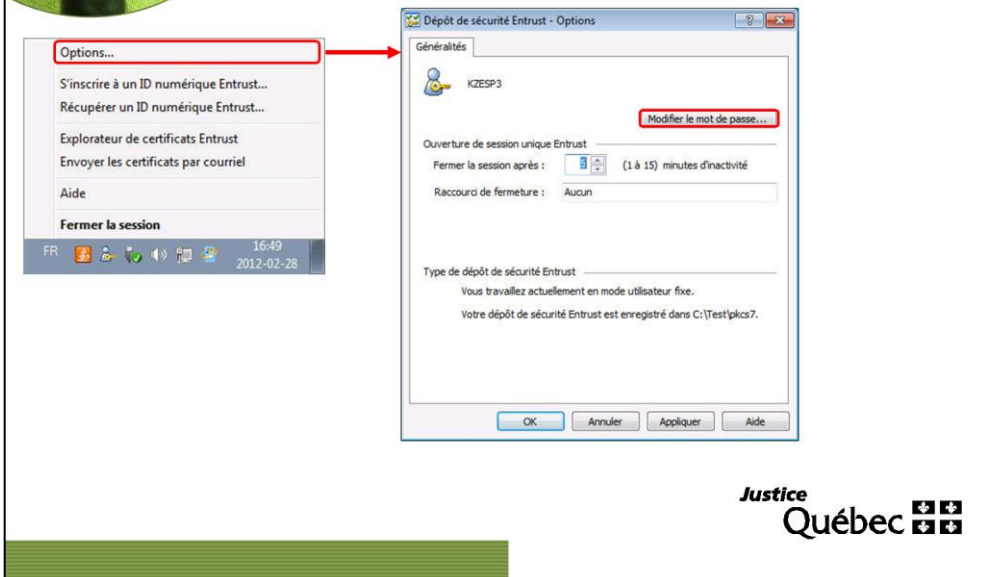 Options...
S'inscrire à un ID numérique Entrust...
Récupérer un ID numérique Entrust...
Explorateur de certificats Entrust
Envoyer les certificats par courriel
Aide
Fermer la session
FR
16:49
2012-02-28
Dépôt de sécurité Entrust - Options
Généralités
KZESP3
Modifier le mot de passe...
Ouverture de session unique Entrust
Fermer la session après : 5 (1 à 15) minutes d'inactivité
Raccourci de fermeture : Aucun
Type de dépôt de sécurité Entrust
Vous travaillez actuellement en mode utilisateur fixe.
Votre dépôt de sécurité Entrust est enregistré dans C:\Test\pkcs7.
OK Annuler Appliquer Aide
Justice
Québec